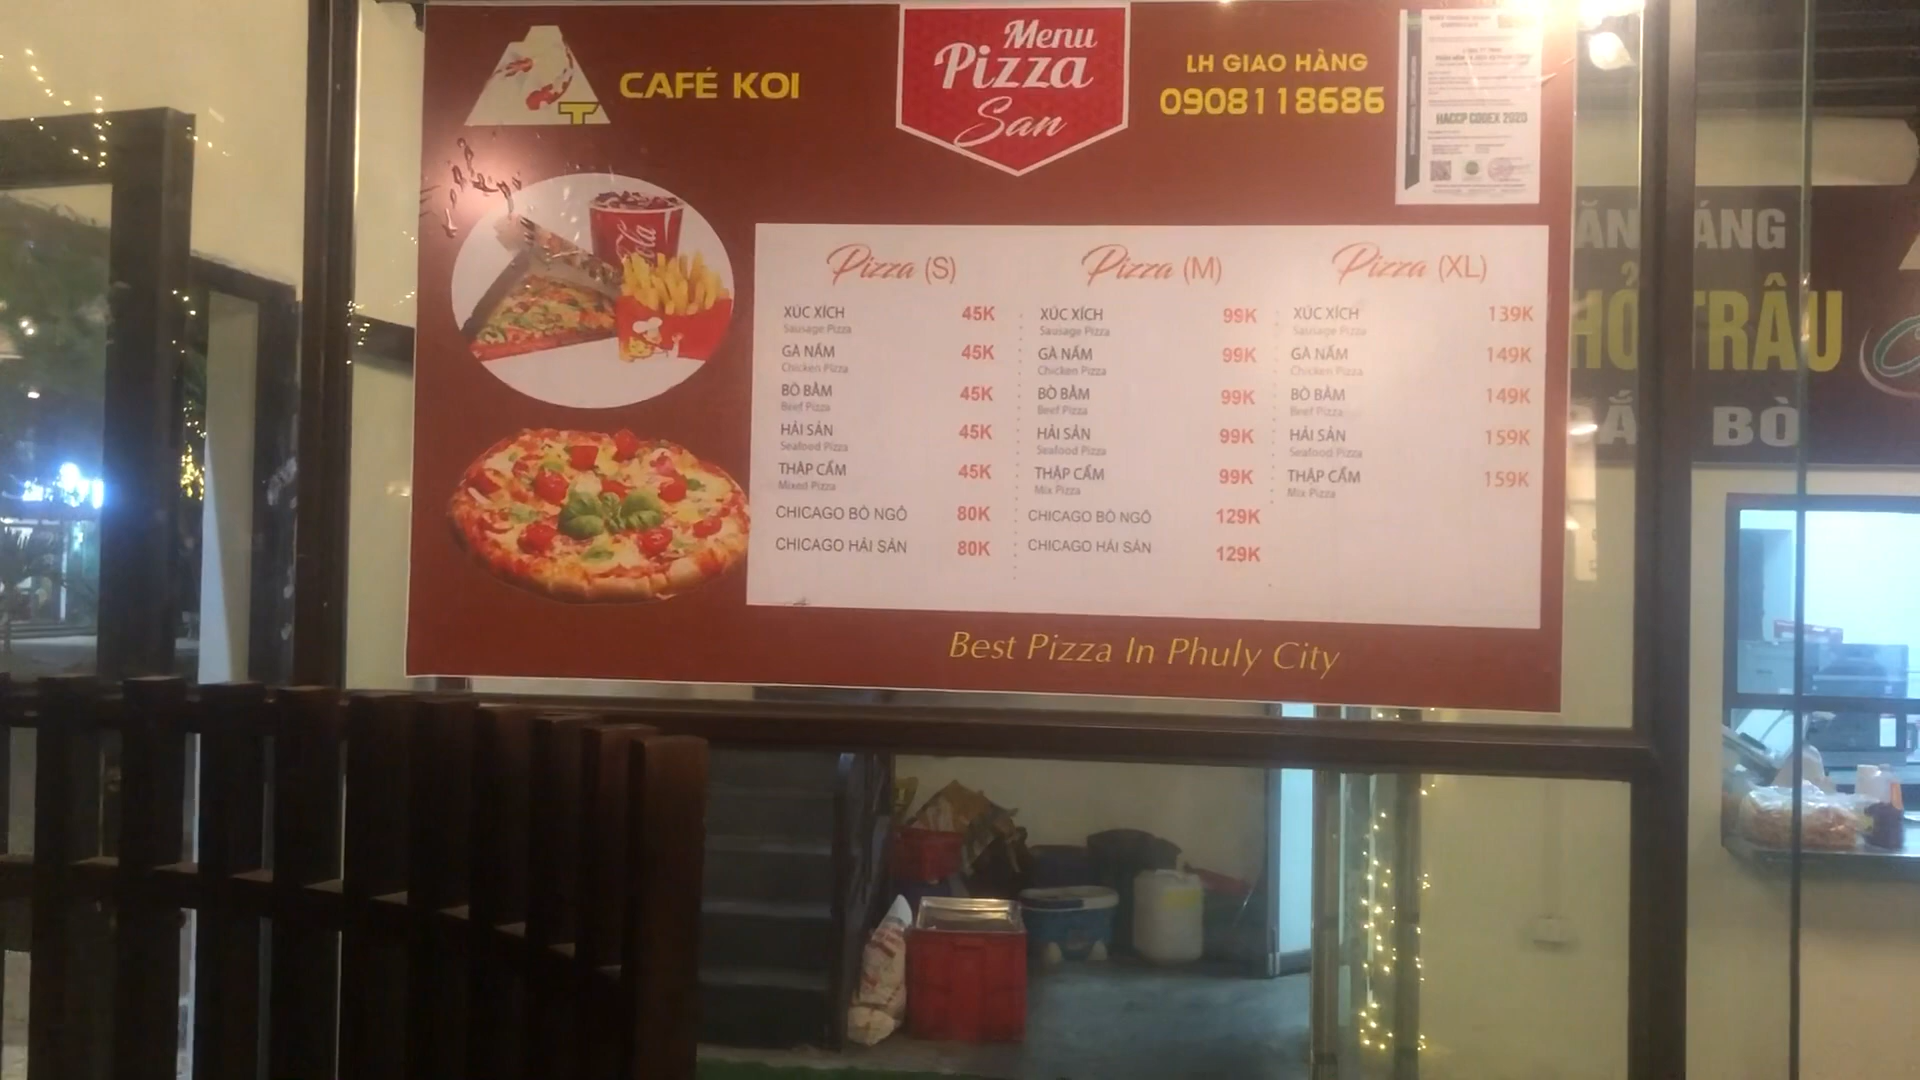 CAFÉ KOI
T
Menu
Pizza
San
LH GIAO HÀNG
0908118686
HACCP CODEX 2020
Coca-Cola
Pizza (S)
XÚC XÍCH 45K
Sausage Pizza
GÀ NẤM 45K
Chicken Pizza
BÒ BẰM 45K
Beef Pizza
HẢI SẢN 45K
Seafood Pizza
THẬP CẨM 45K
Mixed Pizza
CHICAGO BÒ NGÔ 80K
CHICAGO HẢI SẢN 80K
Pizza (M)
XÚC XÍCH 99K
Sausage Pizza
GÀ NẤM 99K
Chicken Pizza
BÒ BẰM 99K
Beef Pizza
HẢI SẢN 99K
Seafood Pizza
THẬP CẨM 99K
Mix Pizza
CHICAGO BÒ NGÔ 129K
CHICAGO HẢI SẢN 129K
Pizza (XL)
XÚC XÍCH 139K
Sausage Pizza
GÀ NẤM 149K
Chicken Pizza
BÒ BẰM 149K
Beef Pizza
HẢI SẢN 159K
Seafood Pizza
THẬP CẨM 159K
Mix Pizza
Best Pizza In Phuly City
TRÂU
BÒ